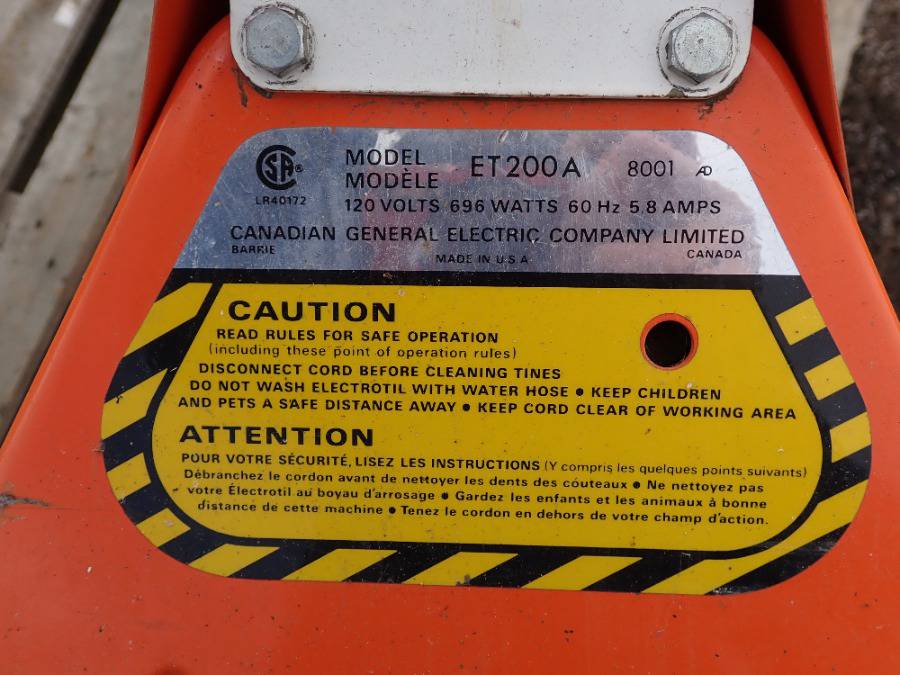 CSA®
LR40172
MODEL
MODÈLE
ET200A 8001 AD
120 VOLTS 696 WATTS 60 Hz 5.8 AMPS
CANADIAN GENERAL ELECTRIC COMPANY LIMITED
BARRIE MADE IN U.S.A. CANADA
CAUTION
READ RULES FOR SAFE OPERATION
(including these point of operation rules)
DISCONNECT CORD BEFORE CLEANING TINES
DO NOT WASH ELECTROTIL WITH WATER HOSE ● KEEP CHILDREN
AND PETS A SAFE DISTANCE AWAY ● KEEP CORD CLEAR OF WORKING AREA
ATTENTION
POUR VOTRE SÉCURITÉ, LISEZ LES INSTRUCTIONS (Y compris les quelques points suivants)
Débranchez le cordon avant de nettoyer les dents des couteaux ● Ne nettoyez pas
votre Électrotil au boyau d'arrosage ● Gardez les enfants et les animaux à bonne
distance de cette machine ● Tenez le cordon en dehors de votre champ d'action.